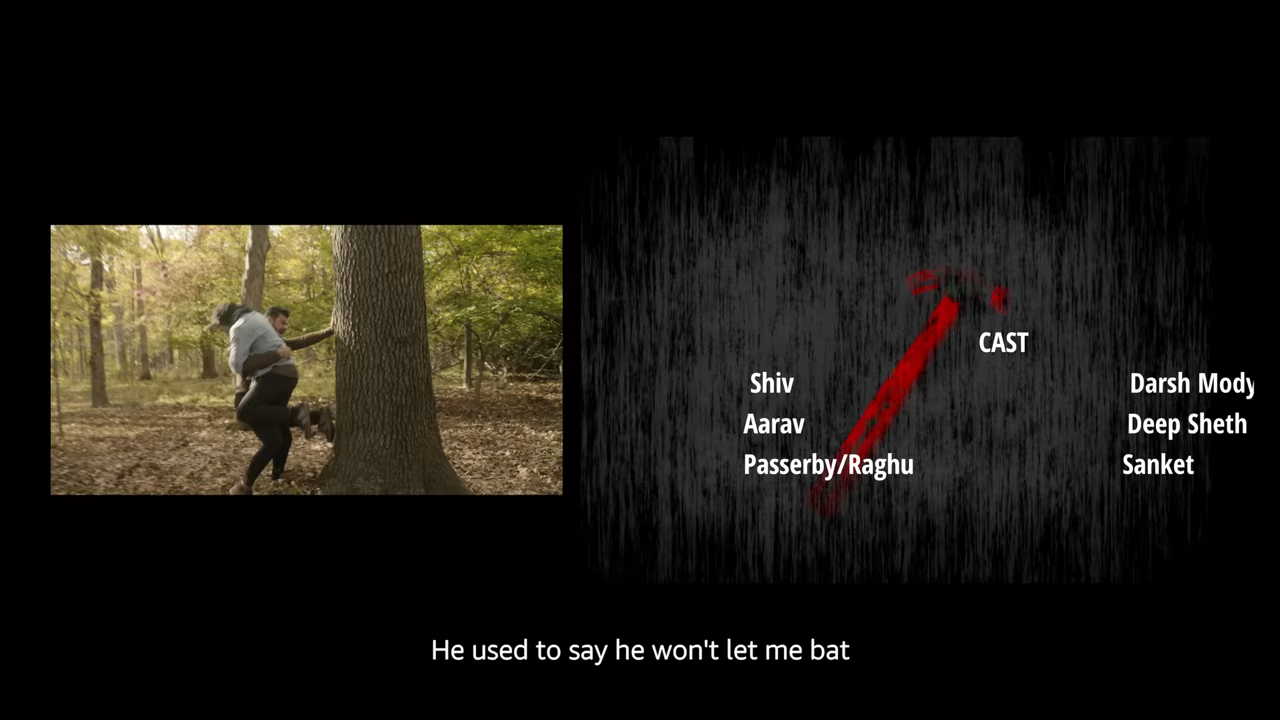 CAST
Shiv Darsh Mody
Aarav Deep Sheth
Passerby/Raghu Sanket
He used to say he won't let me bat